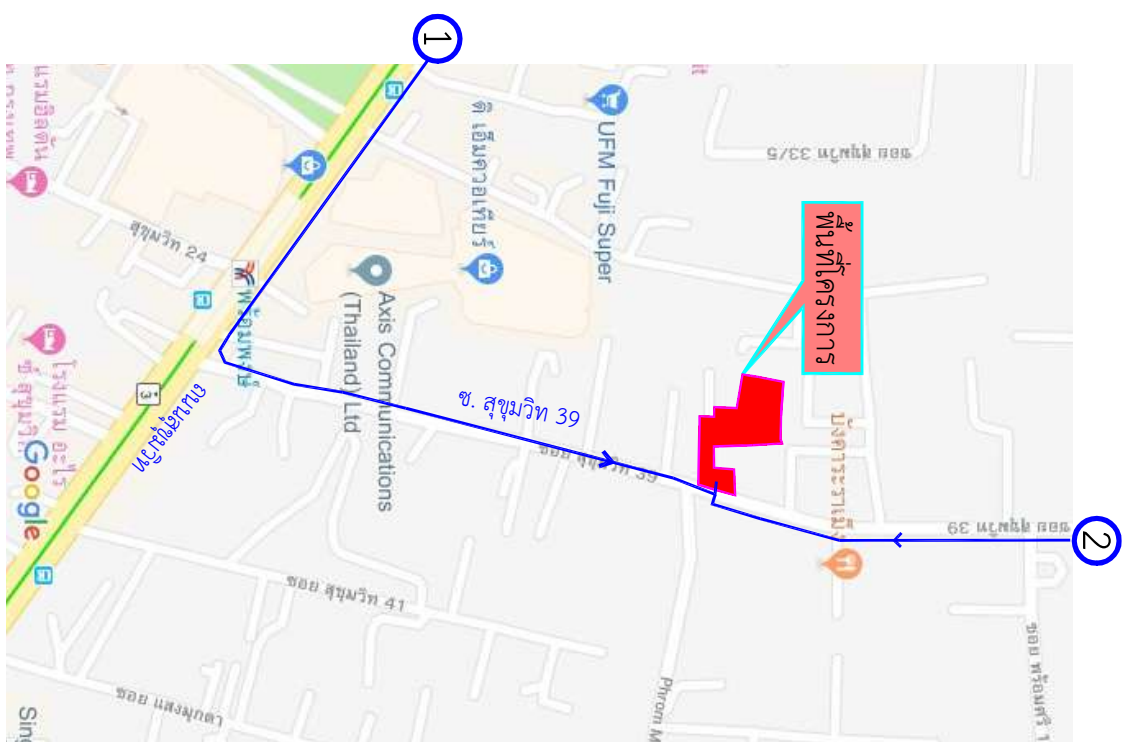 1
2
UFM Fuji Super
ดิ เอ็มควอเทียร์
ซอย สุขุมวิท 33/5
พื้นที่โครงการ
สุขุมวิท 24
พร้อมพงษ์
Axis Communications
(Thailand) Ltd
ซ. สุขุมวิท 39
ซอย สุขุมวิท 39
ถนนสุขุมวิท
3
Google
ซอย สุขุมวิท 39
ซอย สุขุมวิท 41
ซอย แสงมุกดา
Phrom M
ซอย พร้อมศรี 1
Sing